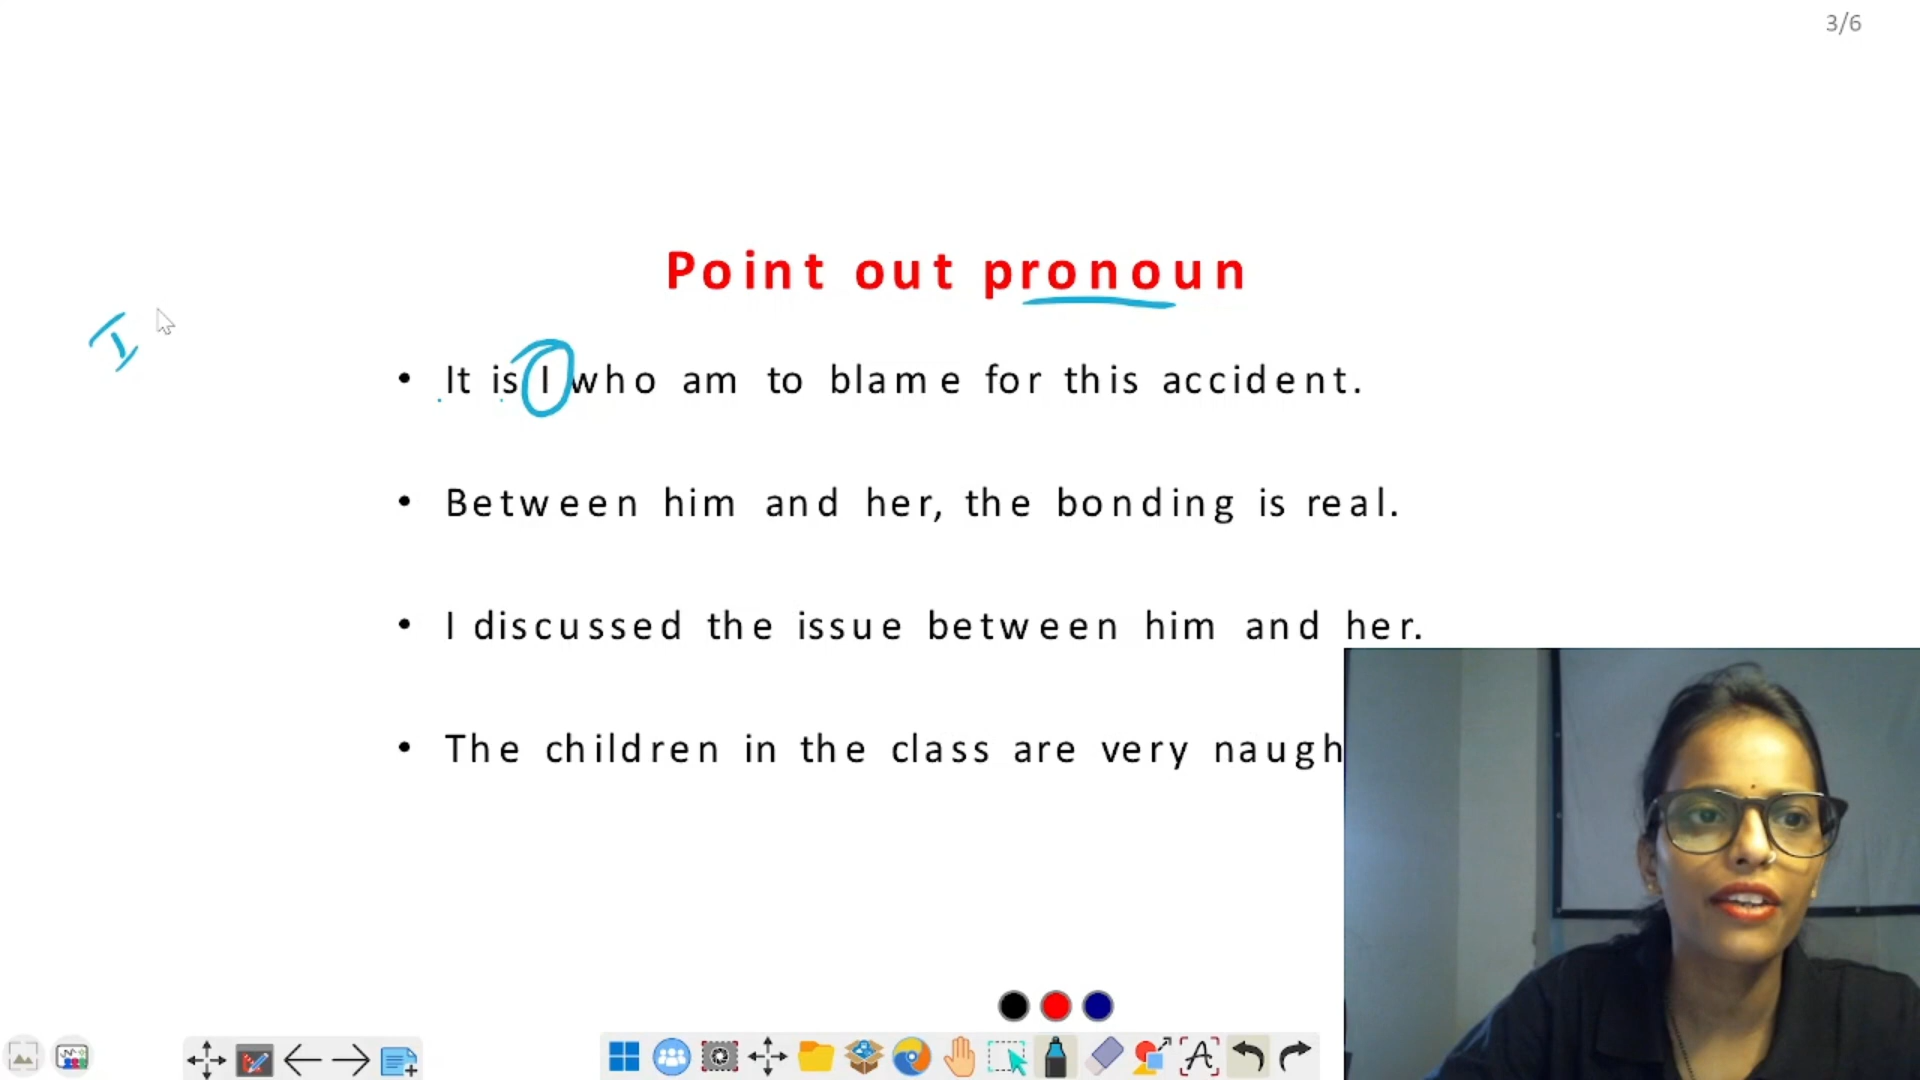 3/6
Point out pronoun
I
• It is I who am to blame for this accident.
• Between him and her, the bonding is real.
• I discussed the issue between him and her.
• The children in the class are very naugh